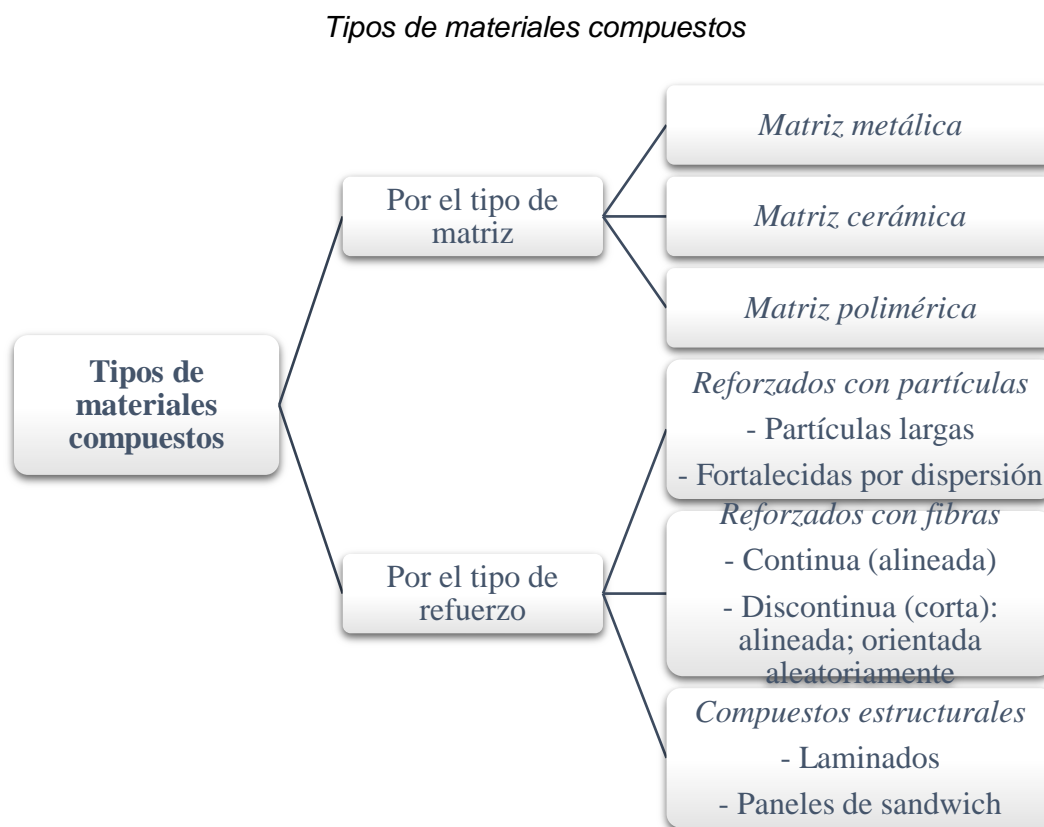 Tipos de materiales compuestos
Tipos de
materiales
compuestos
Por el tipo de
matriz
Matriz metálica
Matriz cerámica
Matriz polimérica
Por el tipo de
refuerzo
Reforzados con partículas
- Partículas largas
- Fortalecidas por dispersión
Reforzados con fibras
- Continua (alineada)
- Discontinua (corta):
alineada; orientada
aleatoriamente
Compuestos estructurales
- Laminados
- Paneles de sandwich